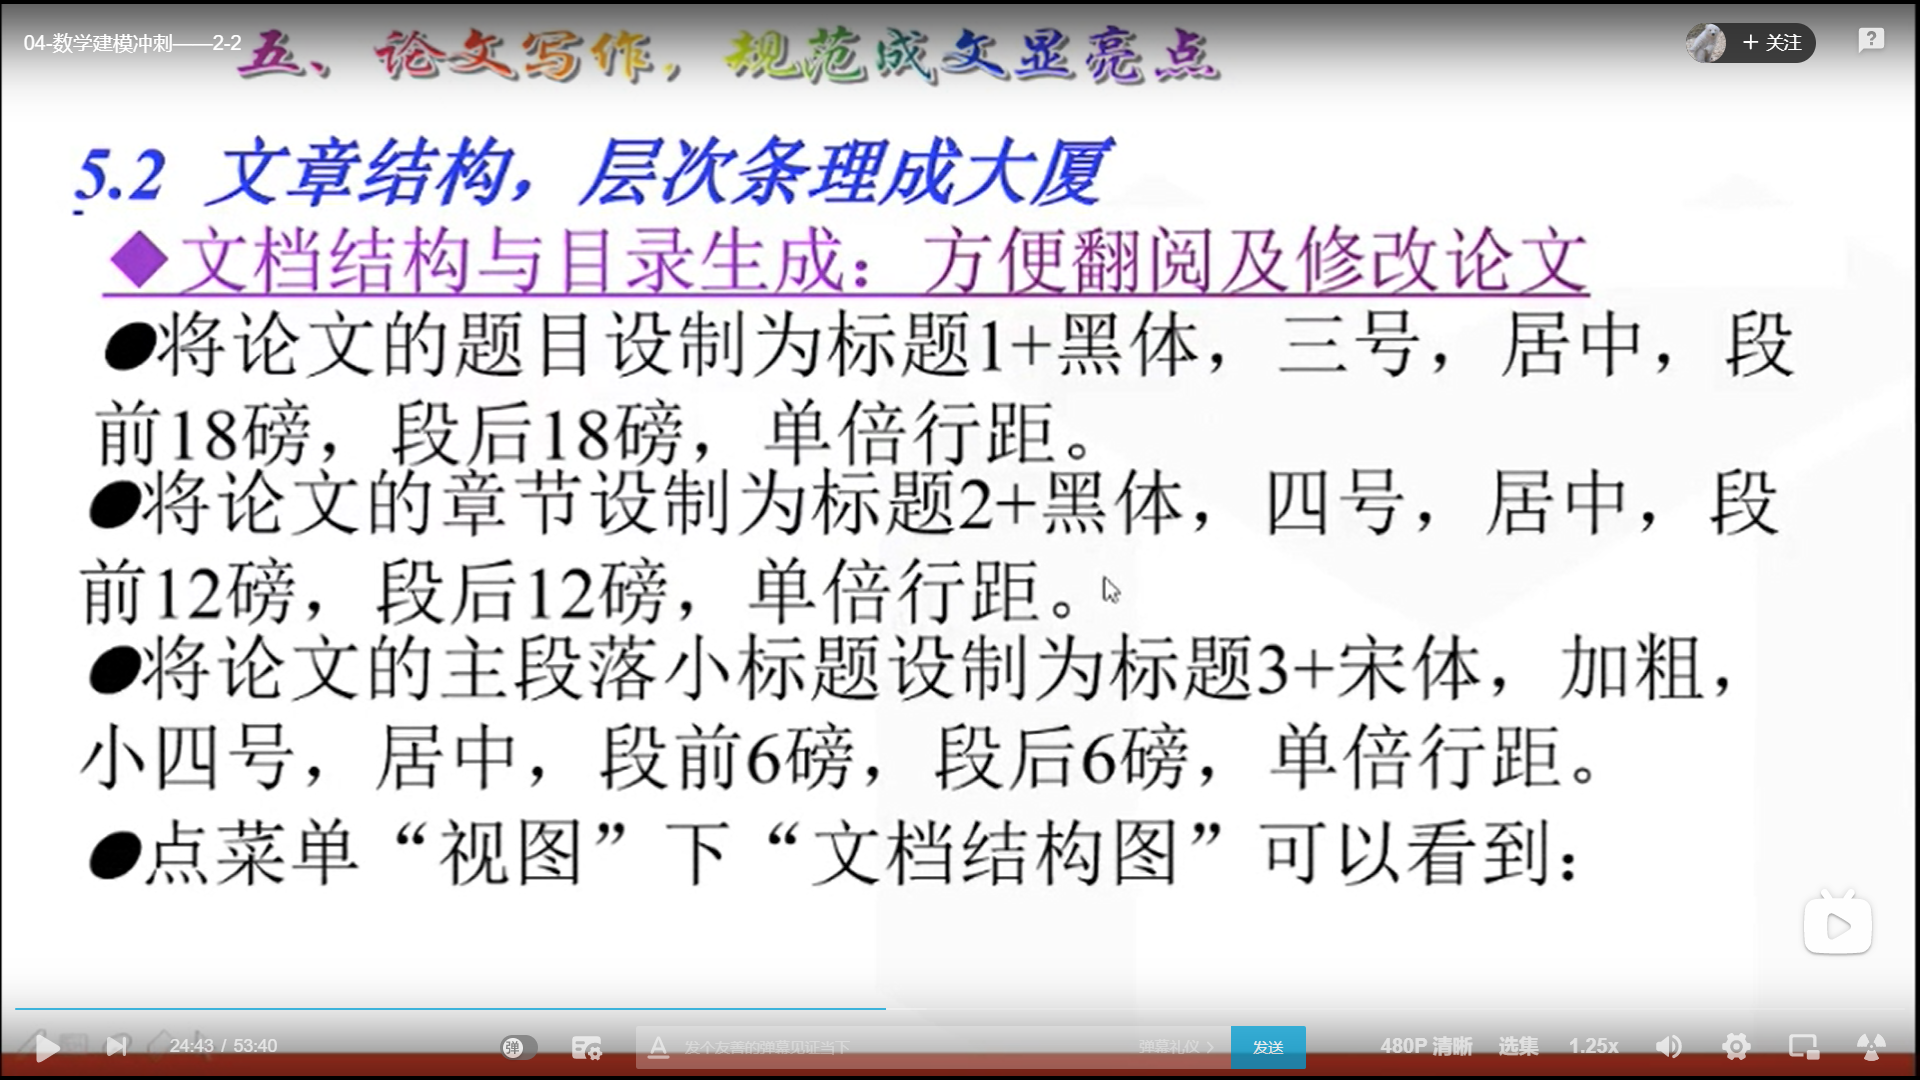 04-数学建模冲刺——2-2
五、论文写作，规范成文显亮点
+ 关注
5.2 文章结构，层次条理成大厦
◆文档结构与目录生成：方便翻阅及修改论文
●将论文的题目设制为标题1+黑体，三号，居中，段
前18磅，段后18磅，单倍行距。
●将论文的章节设制为标题2+黑体，四号，居中，段
前12磅，段后12磅，单倍行距。
●将论文的主段落小标题设制为标题3+宋体，加粗，
小四号，居中，段前6磅，段后6磅，单倍行距。
●点菜单“视图”下“文档结构图”可以看到：
24:43 / 53:40
弹
A
发个友善的弹幕见证当下
弹幕礼仪 >
发送
480P 清晰
选集
1.25x